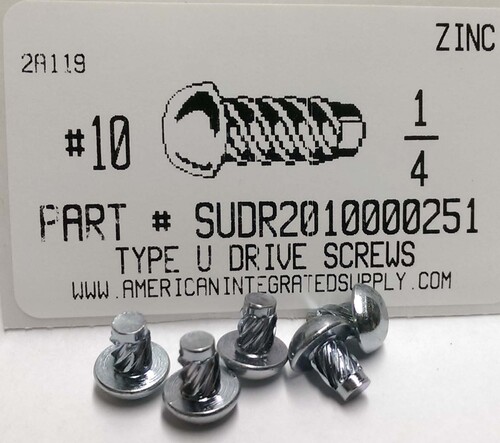 ZINC
2A119
#10
1/4
PART # SUDR2010000251
TYPE U DRIVE SCREWS
WWW.AMERICANINTEGRATEDSUPPLY.COM